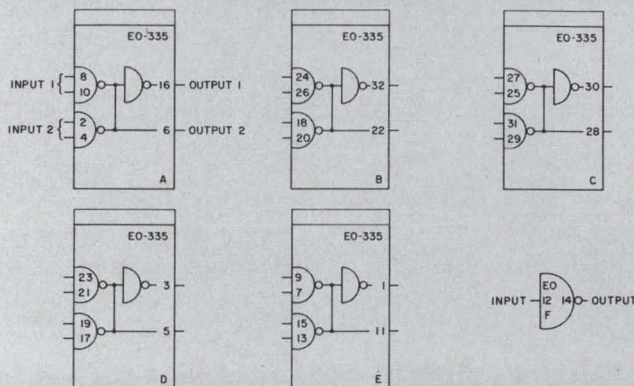 EO-335
EO-335
EO-335
INPUT 1 { 8 10 16 OUTPUT 1
INPUT 2 { 2 4 6 OUTPUT 2
A
24 26 32
18 20 22
B
27 25 30
31 29 28
C
EO-335
EO-335
23 21 3
19 17 5
D
9 7 1
15 13 11
E
EO
INPUT 12 14 OUTPUT
F